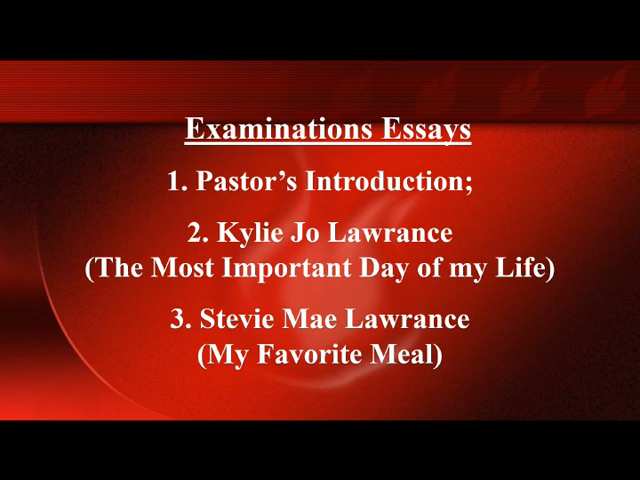 Examinations Essays
1. Pastor’s Introduction;
2. Kylie Jo Lawrance
(The Most Important Day of my Life)
3. Stevie Mae Lawrance
(My Favorite Meal)